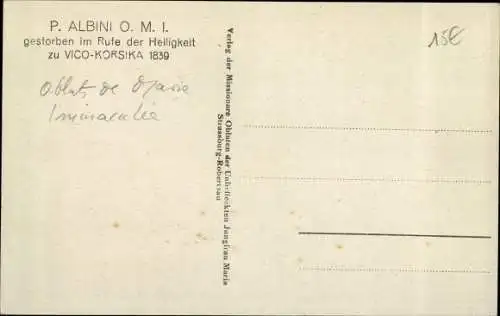 P. ALBINI O. M. I.
gestorben im Rufe der Heiligkeit
zu VICO-KORSIKA 1839
Oblats de Marie
Immaculée
Verlag der Missionare Oblaten der Unbefleckten Jungfrau Maria
Strassburg-Robertsau
15€